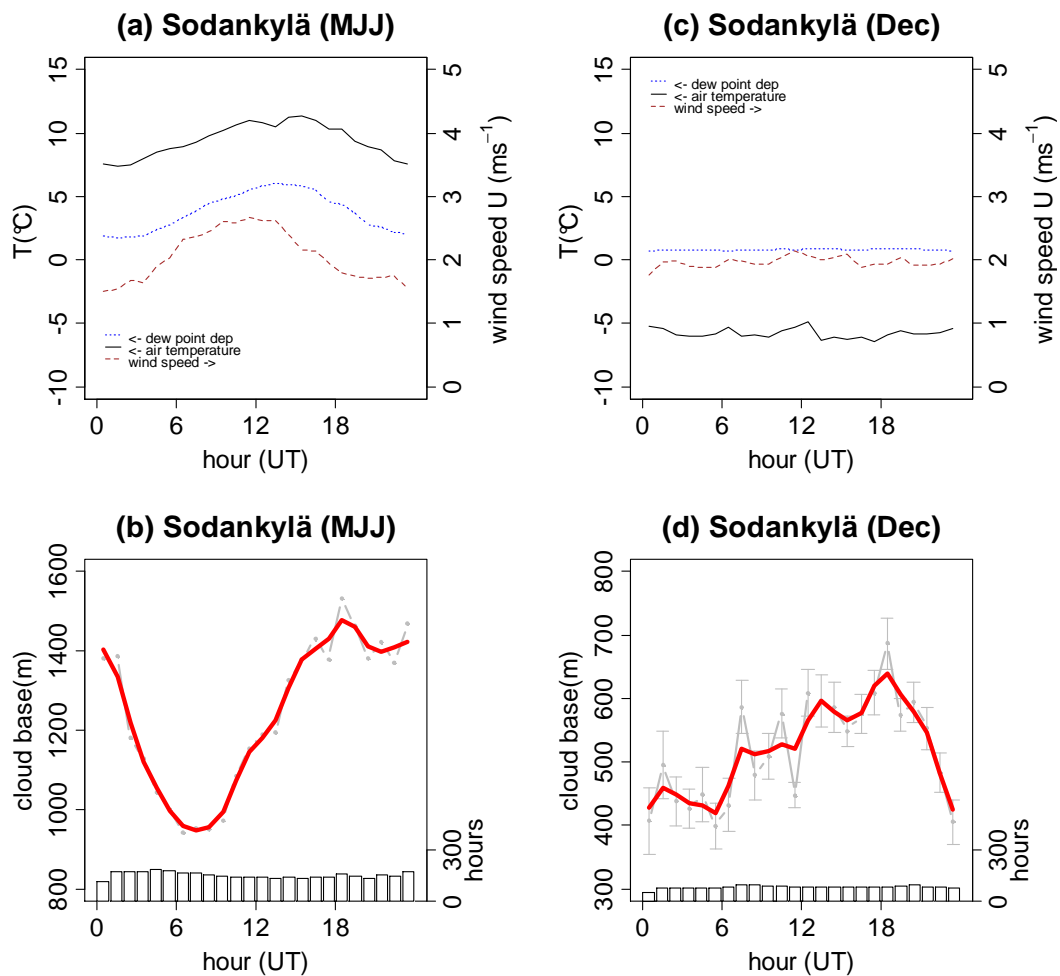 (a) Sodankylä (MJJ)
T(°C)
15
10
5
0
-5
-10
5
4
3
2
1
0
wind speed U (ms⁻¹)
<- dew point dep
<- air temperature
wind speed ->
0 6 12 18
hour (UT)
(c) Sodankylä (Dec)
T(°C)
15
10
5
0
-5
-10
5
4
3
2
1
0
wind speed U (ms⁻¹)
<- dew point dep
<- air temperature
wind speed ->
0 6 12 18
hour (UT)
(b) Sodankylä (MJJ)
cloud base(m)
1600
1400
1200
1000
800
300
0
hours
0 6 12 18
hour (UT)
(d) Sodankylä (Dec)
cloud base(m)
800
700
600
500
400
300
300
0
hours
0 6 12 18
hour (UT)